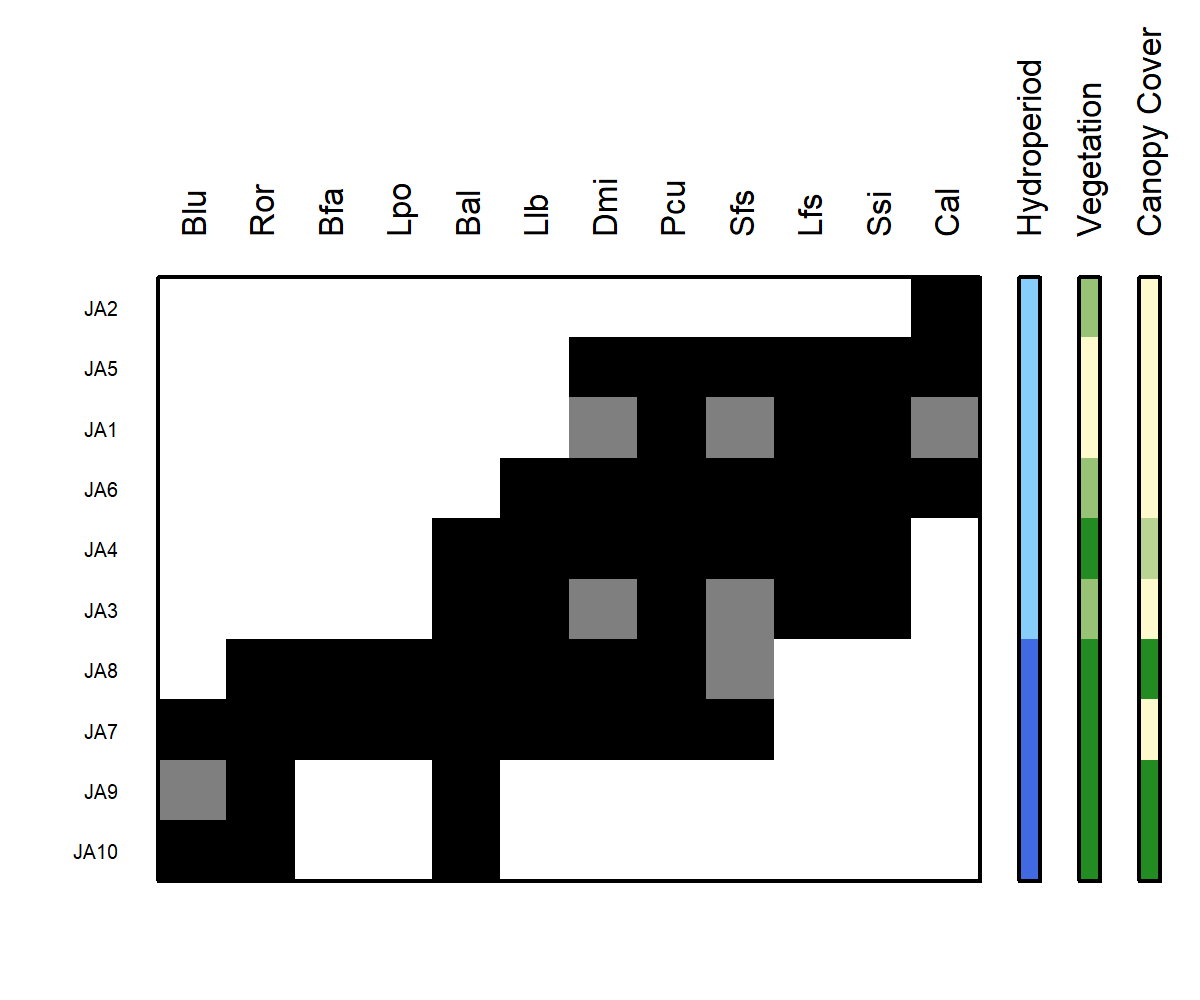 Blu Ror Bfa Lpo Bal Llb Dmi Pcu Sfs Lfs Ssi Cal Hydroperiod Vegetation Canopy Cover
JA2
JA5
JA1
JA6
JA4
JA3
JA8
JA7
JA9
JA10